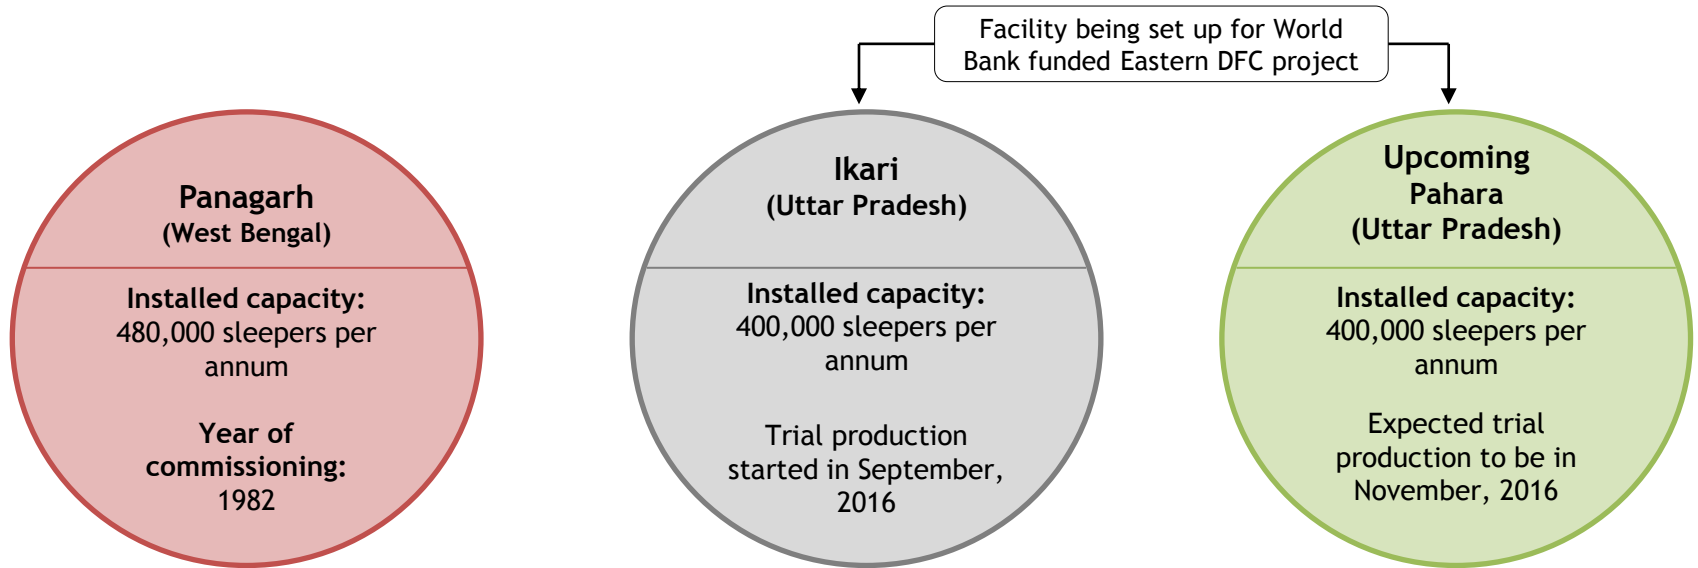 Facility being set up for World
Bank funded Eastern DFC project
Panagarh
(West Bengal)
Installed capacity:
480,000 sleepers per
annum
Year of
commissioning:
1982
Ikari
(Uttar Pradesh)
Installed capacity:
400,000 sleepers per
annum
Trial production
started in September,
2016
Upcoming
Pahara
(Uttar Pradesh)
Installed capacity:
400,000 sleepers per
annum
Expected trial
production to be in
November, 2016